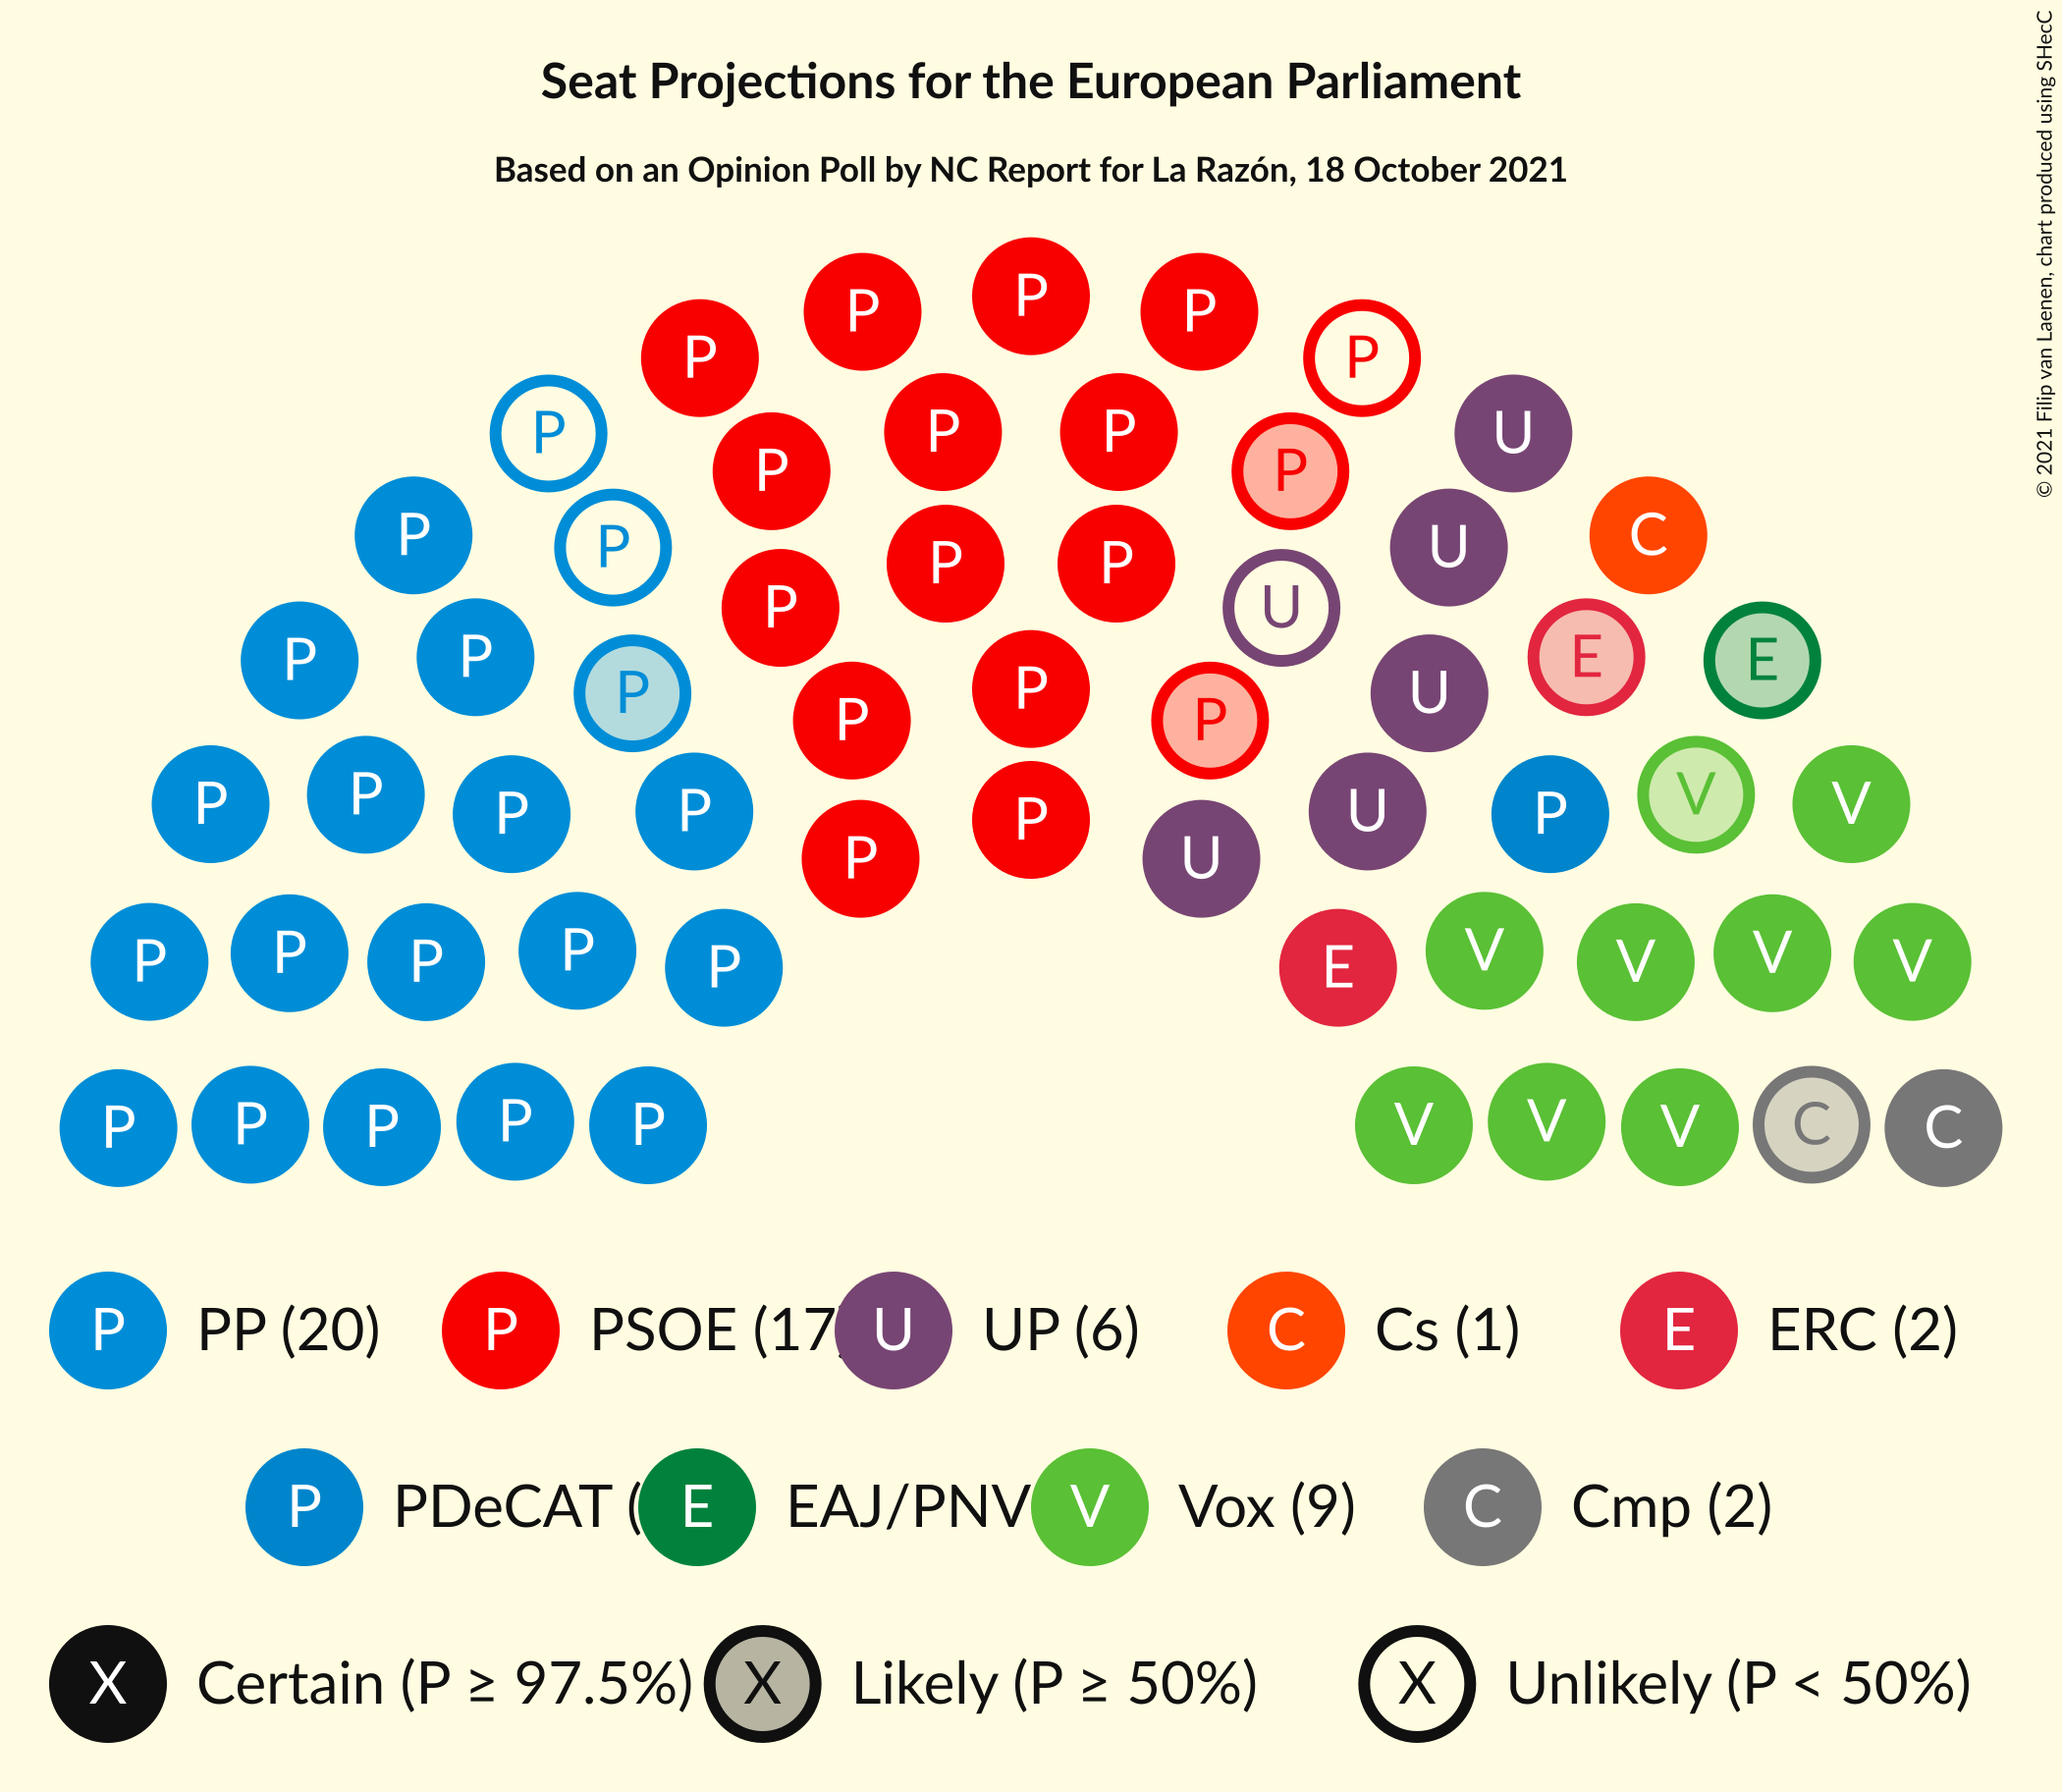 Seat Projections for the European Parliament
Based on an Opinion Poll by NC Report for La Razón, 18 October 2021
© 2021 Filip van Laenen, chart produced using SHecC
P P P P P
P P P P U
P P P P C
P P P U U
P P P U E E
P P P P U
P P P P P V V
P P U
P P P P P E V V V V
P P P P P V V V C C
P PP (20) P PSOE (17 U UP (6) C Cs (1) E ERC (2)
P PDeCAT ( E EAJ/PNV V Vox (9) C Cmp (2)
X Certain (P ≥ 97.5%) X Likely (P ≥ 50%) X Unlikely (P < 50%)